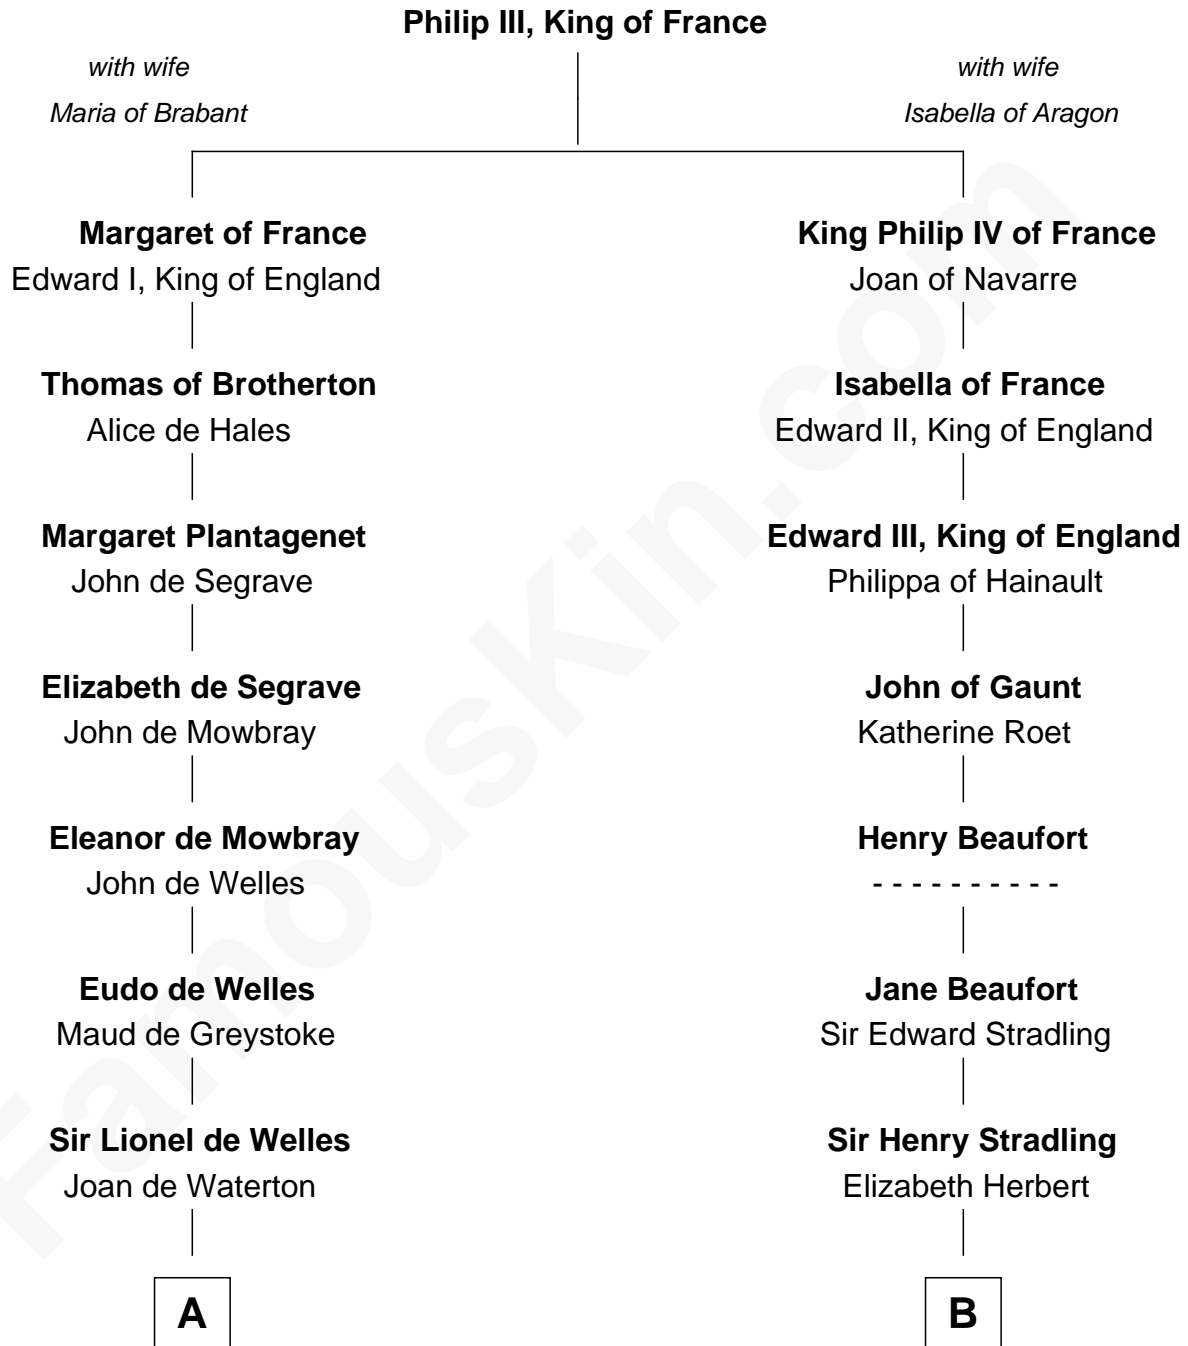 Philip III, King of France
with wife
Maria of Brabant
with wife
Isabella of Aragon
Margaret of France
Edward I, King of England
King Philip IV of France
Joan of Navarre
Thomas of Brotherton
Alice de Hales
Isabella of France
Edward II, King of England
Margaret Plantagenet
John de Segrave
Edward III, King of England
Philippa of Hainault
Elizabeth de Segrave
John de Mowbray
John of Gaunt
Katherine Roet
Eleanor de Mowbray
John de Welles
Henry Beaufort
- - - - - - - - - -
Eudo de Welles
Maud de Greystoke
Jane Beaufort
Sir Edward Stradling
Sir Lionel de Welles
Joan de Waterton
Sir Henry Stradling
Elizabeth Herbert
A
B
FamousKin.com